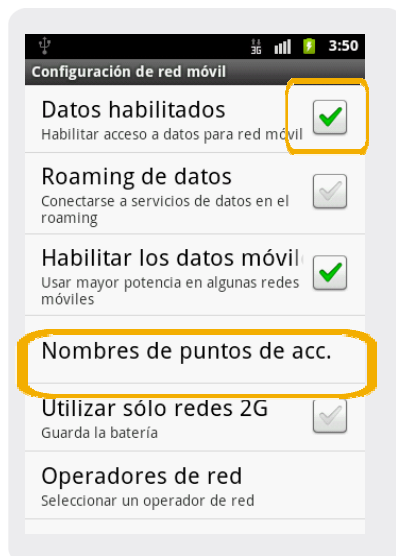 3G 3:50
Configuración de red móvil
Datos habilitados
Habilitar acceso a datos para red móvil
Roaming de datos
Conectarse a servicios de datos en el
roaming
Habilitar los datos móvil
Usar mayor potencia en algunas redes
móviles
Nombres de puntos de acc.
Utilizar sólo redes 2G
Guarda la batería
Operadores de red
Seleccionar un operador de red